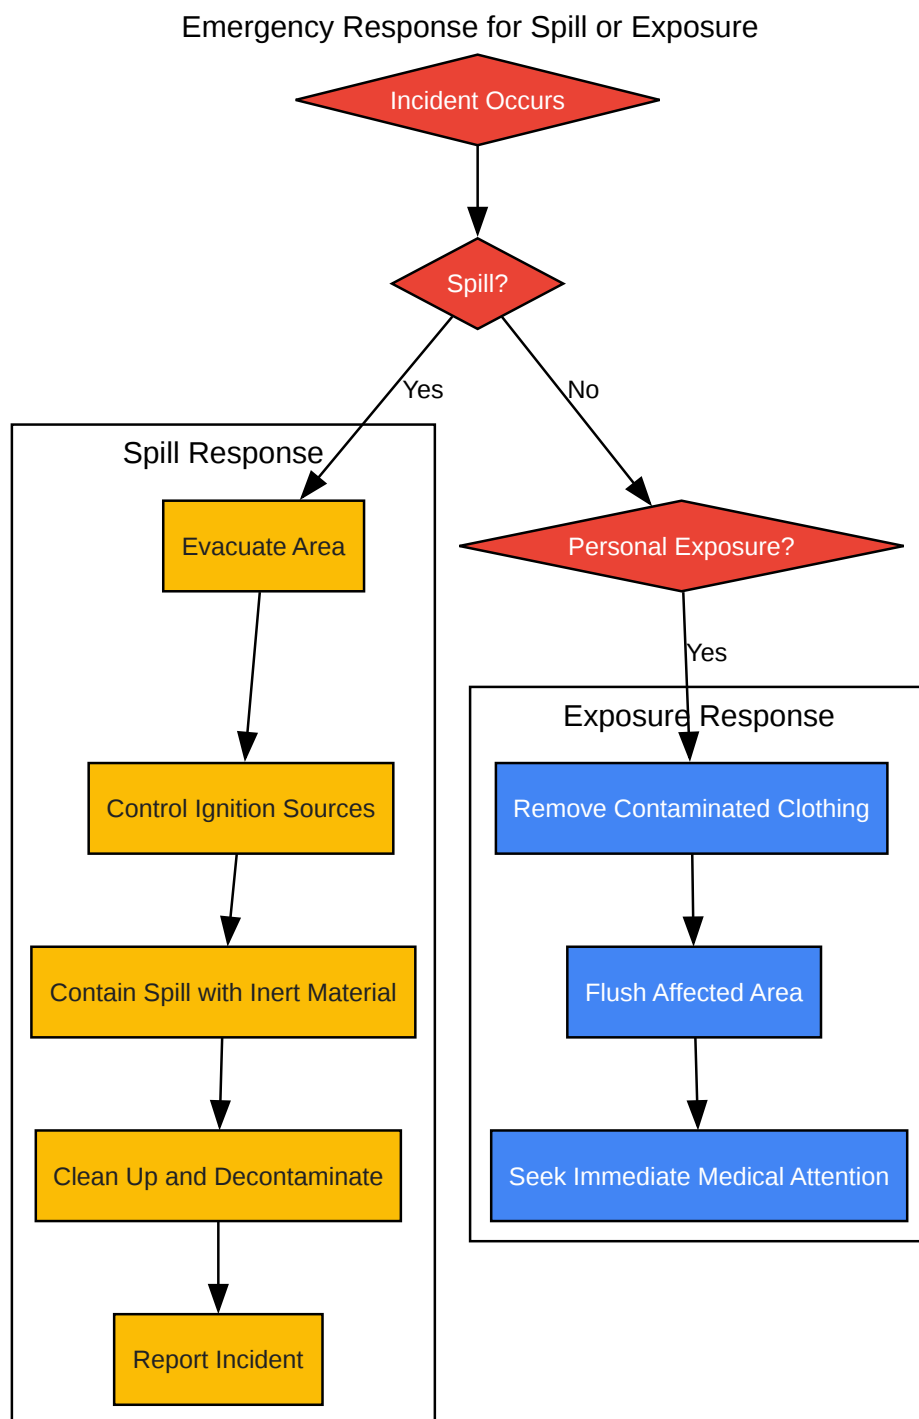 Emergency Response for Spill or Exposure
Incident Occurs
Spill?
Yes
No
Spill Response
Evacuate Area
Personal Exposure?
Yes
Exposure Response
Control Ignition Sources
Remove Contaminated Clothing
Contain Spill with Inert Material
Flush Affected Area
Clean Up and Decontaminate
Seek Immediate Medical Attention
Report Incident